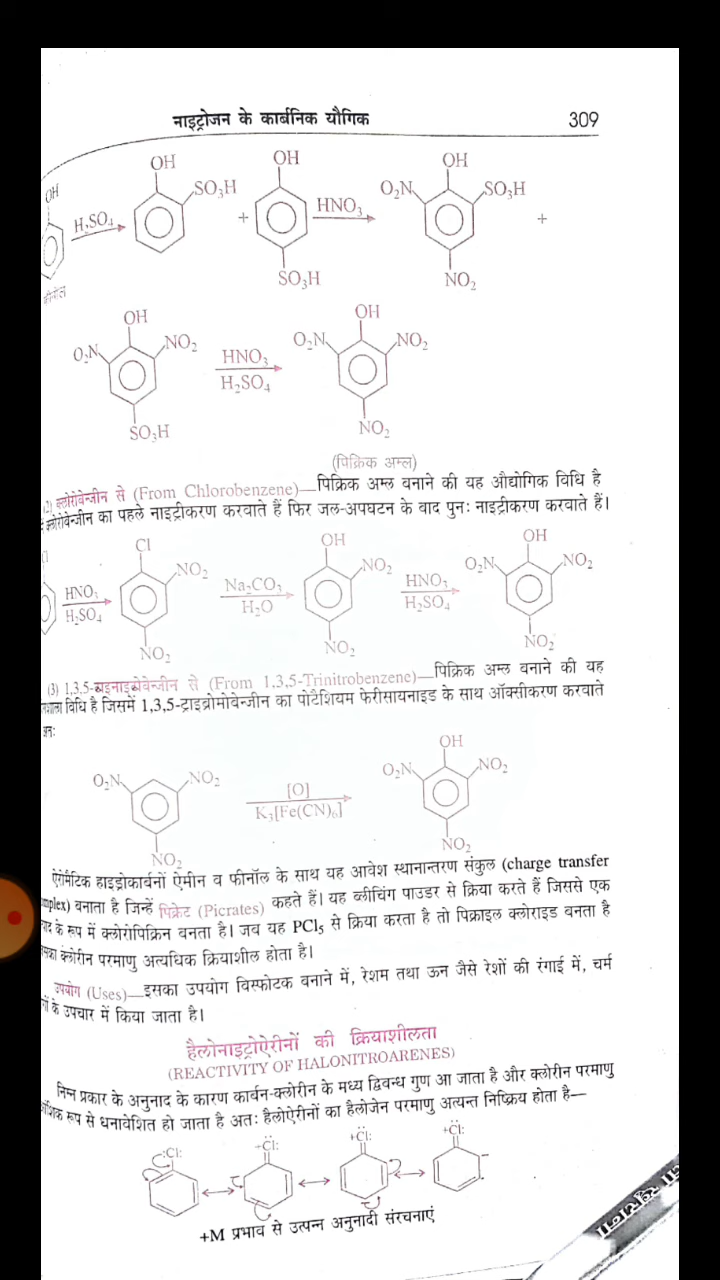 नाइट्रोजन के कार्बनिक यौगिक 309
OH OH OH
OH SO₃H O₂N SO₃H
H₂SO₄ + HNO₃ +
SO₃H NO₂
OH OH
O₂N NO₂ HNO₃ O₂N NO₂
H₂SO₄
SO₃H NO₂
(पिक्रिक अम्ल)
2) क्लोरोबेन्जीन से (From Chlorobenzene)—पिक्रिक अम्ल बनाने की यह औद्योगिक विधि है
क्लोरोबेन्जीन का पहले नाइट्रीकरण करवाते हैं फिर जल-अपघटन के बाद पुनः नाइट्रीकरण करवाते हैं।
Cl OH OH
NO₂ NO₂ O₂N NO₂
HNO₃ Na₂CO₃ HNO₃
H₂SO₄ H₂O H₂SO₄
NO₂ NO₂ NO₂
(3) 1,3,5-ट्राइनाइट्रोबेन्जीन से (From 1,3,5-Trinitrobenzene)—पिक्रिक अम्ल बनाने की यह
विधि है जिसमें 1,3,5-ट्राइब्रोमोबेन्जीन का पोटैशियम फेरीसायनाइड के साथ ऑक्सीकरण करवाते
OH
O₂N NO₂ O₂N NO₂
[O]
K₃[Fe(CN)₆]
NO₂ NO₂
ऐरोमैटिक हाइड्रोकार्बनों ऐमीन व फीनॉल के साथ यह आवेश स्थानान्तरण संकुल (charge transfer
mplex) बनाता है जिन्हें पिक्रेट (Picrates) कहते हैं। यह ब्लीचिंग पाउडर से क्रिया करते हैं जिससे एक
के रूप में क्लोरोपिक्रिन बनता है। जब यह PCl₅ से क्रिया करता है तो पिक्राइल क्लोराइड बनता है
क्लोरीन परमाणु अत्यधिक क्रियाशील होता है।
उपयोग (Uses)—इसका उपयोग विस्फोटक बनाने में, रेशम तथा ऊन जैसे रेशों की रंगाई में, चर्म
के उपचार में किया जाता है।
हैलोनाइट्रोऐरीनों की क्रियाशीलता
(REACTIVITY OF HALONITROARENES)
निम्न प्रकार के अनुनाद के कारण कार्बन-क्लोरीन के मध्य द्विबन्ध गुण आ जाता है और क्लोरीन परमाणु
रूप से धनावेशित हो जाता है अतः हैलोऐरीनों का हैलोजेन परमाणु अत्यन्त निष्क्रिय होता है—
:Cl: +Cl: +Cl: +Cl:
+M प्रभाव से उत्पन्न अनुनादी संरचनाएं